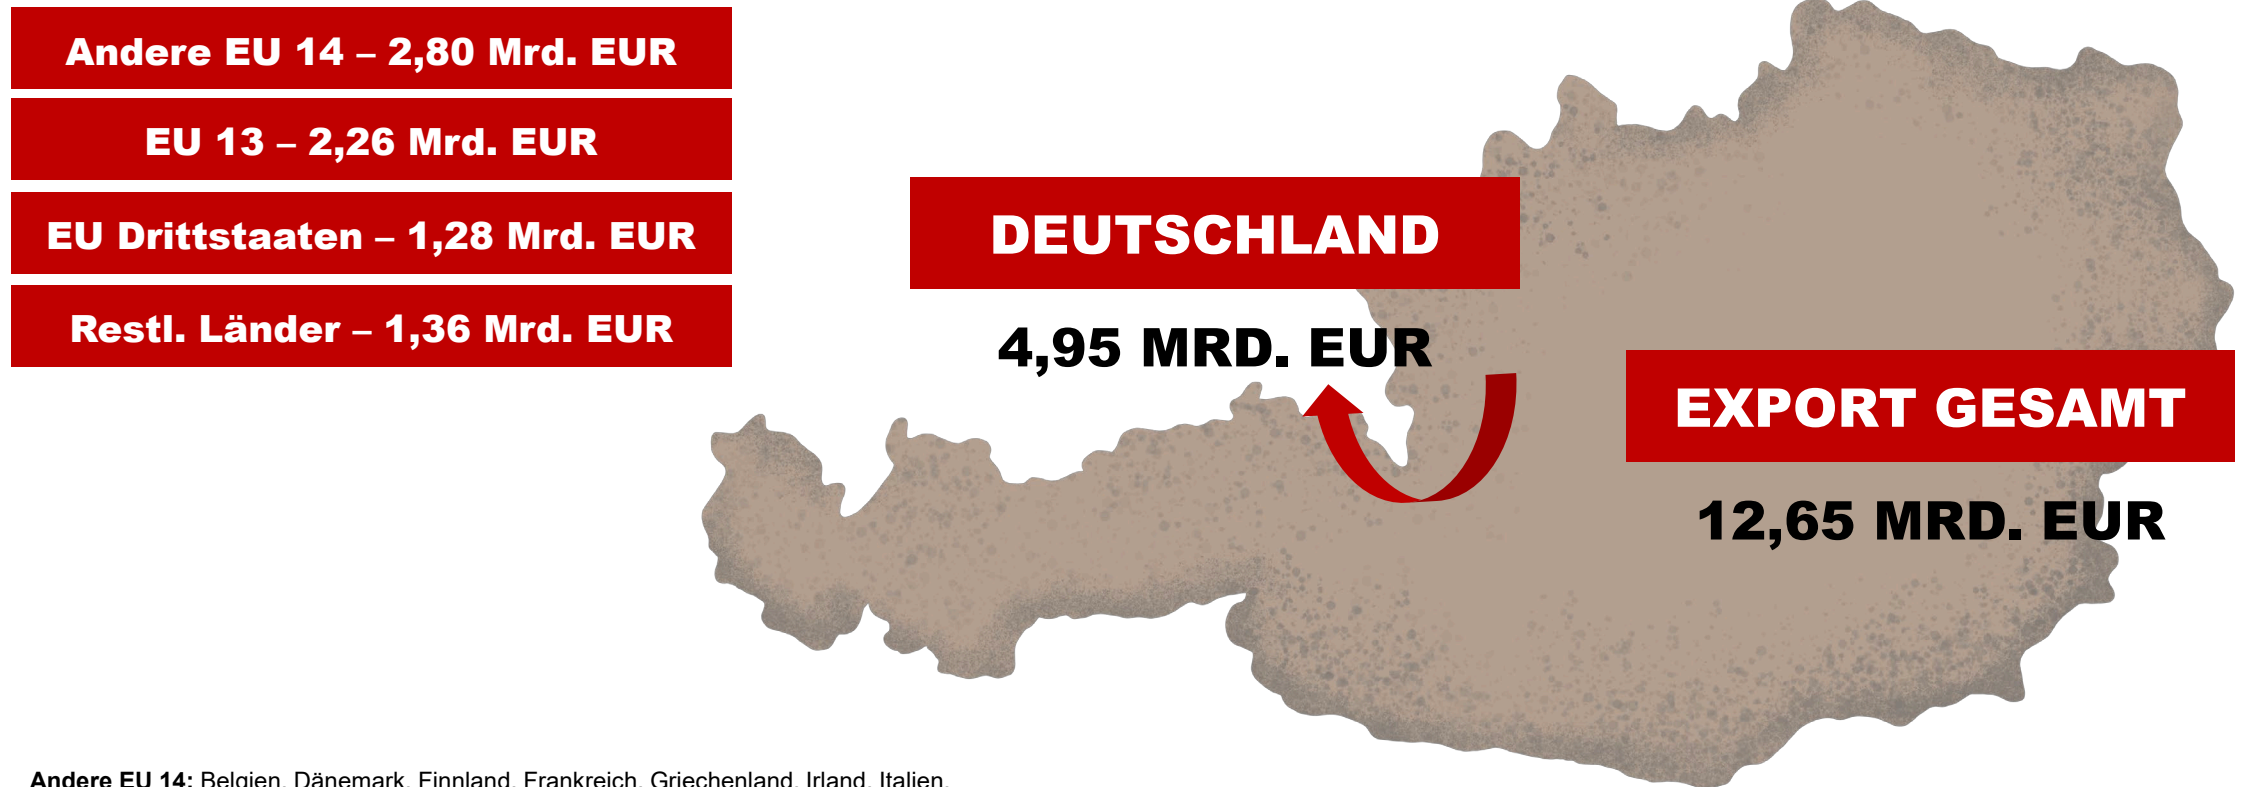 Andere EU 14 – 2,80 Mrd. EUR
EU 13 – 2,26 Mrd. EUR
EU Drittstaaten – 1,28 Mrd. EUR
Restl. Länder – 1,36 Mrd. EUR
DEUTSCHLAND
4,95 MRD. EUR
EXPORT GESAMT
12,65 MRD. EUR
Andere EU 14: Belgien, Dänemark, Finnland, Frankreich, Griechenland, Irland, Italien,